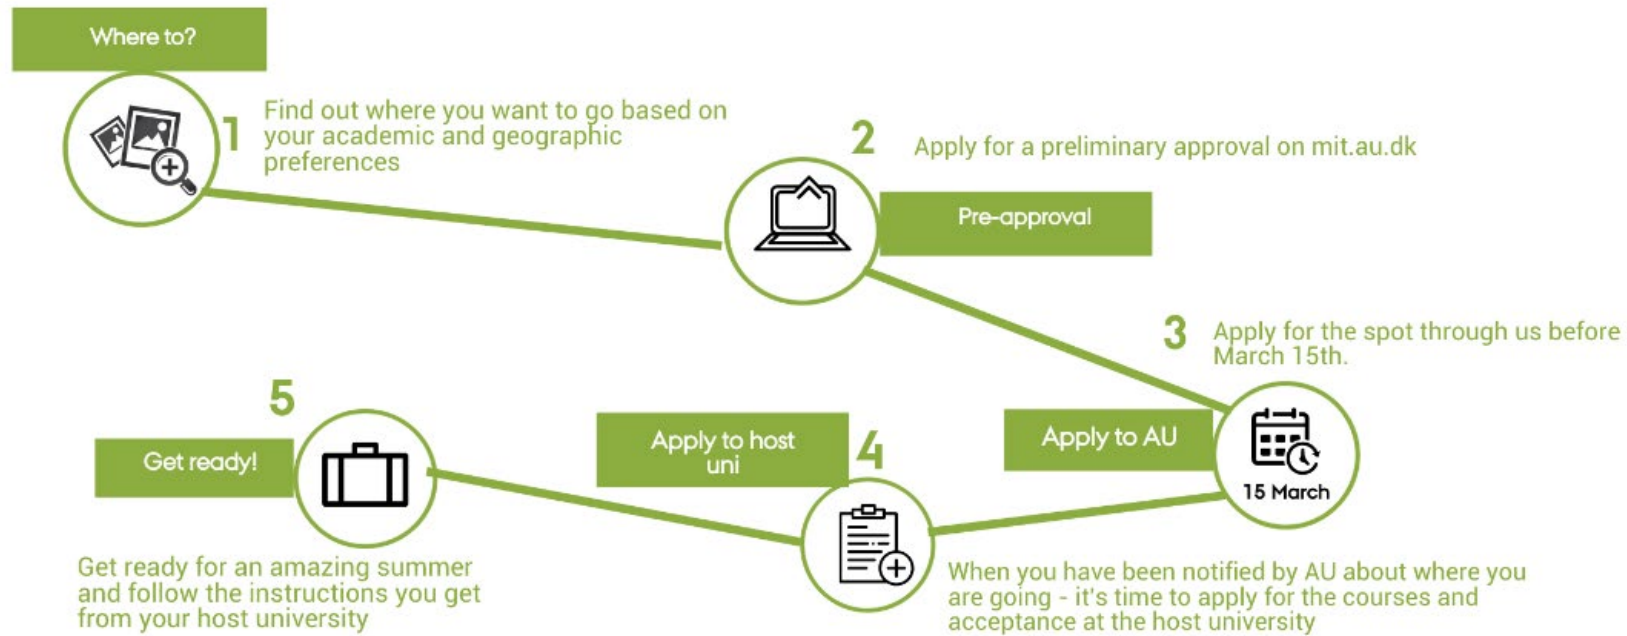 Where to?
1
Find out where you want to go based on
your academic and geographic
preferences
2
Apply for a preliminary approval on mit.au.dk
Pre-approval
3
Apply for the spot through us before
March 15th.
Apply to AU
15 March
4
Apply to host
uni
When you have been notified by AU about where you
are going - it's time to apply for the courses and
acceptance at the host university
5
Get ready!
Get ready for an amazing summer
and follow the instructions you get
from your host university